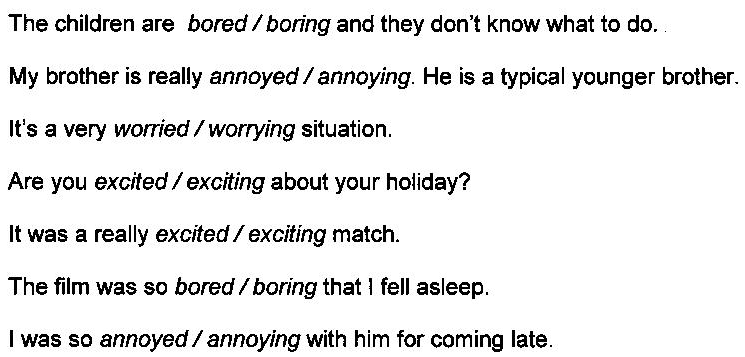 The children are bored / boring and they don't know what to do.
My brother is really annoyed / annoying. He is a typical younger brother.
It's a very worried / worrying situation.
Are you excited / exciting about your holiday?
It was a really excited / exciting match.
The film was so bored / boring that I fell asleep.
I was so annoyed / annoying with him for coming late.